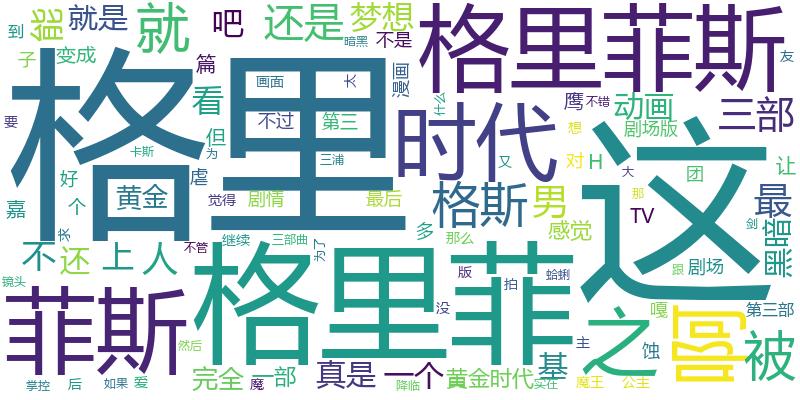 到 能 就是 就 吧 还是 梦想 格里菲斯
子 变成 篇 暗黑 不是 漫画 友
要 格里 看 画面 太 什么 鹰 不错 动画 三部
但 不过 第三 时代 想 剧场版
卡斯 为 三浦 又 对 H 团 让
好 黄金 虐 觉得 剧情 最后 格斯 男 大 那 最
嘉 个 多 感觉 TV 剑 黑暗
求 不 还 上 人 不管 继续 三部曲 为了 那么 这
镜头 格里菲 版 蛤蜊 跟 剧场
菲斯 没 拍 之 嘎 第三部
然后 主 蚀 啊 被
掌控 后 如果 爱 完全 魔 一部 真是 降临 一个 黄金时代 实在 基 魔王 公主